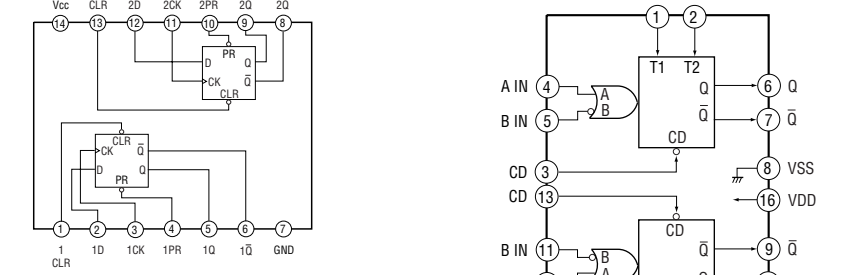 Vcc CLR 2D 2CK 2PR 2Q 2Q̅
14 13 12 11 10 9 8
PR
D Q
CK Q̅
CLR
CLR
CK Q̅
D Q
PR
1 2 3 4 5 6 7
1 1D 1CK 1PR 1Q 1Q̅ GND
CLR
1 2
T1 T2
A IN 4 A Q 6 Q
B IN 5 B Q̅ 7 Q̅
CD
CD 3 8 VSS
CD 13 16 VDD
CD
B IN 11 B Q̅ 9 Q̅
A